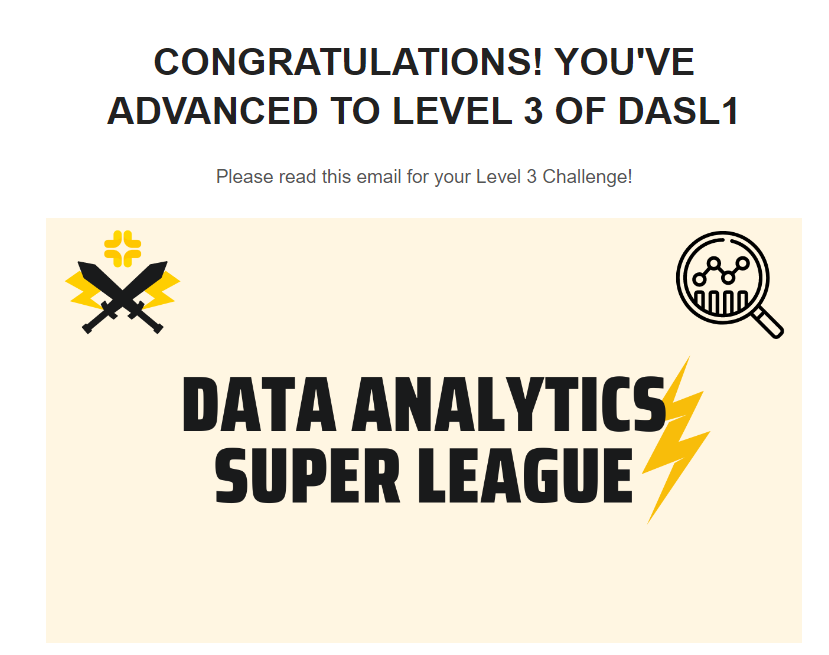 CONGRATULATIONS! YOU'VE
ADVANCED TO LEVEL 3 OF DASL1
Please read this email for your Level 3 Challenge!
DATA ANALYTICS
SUPER LEAGUE